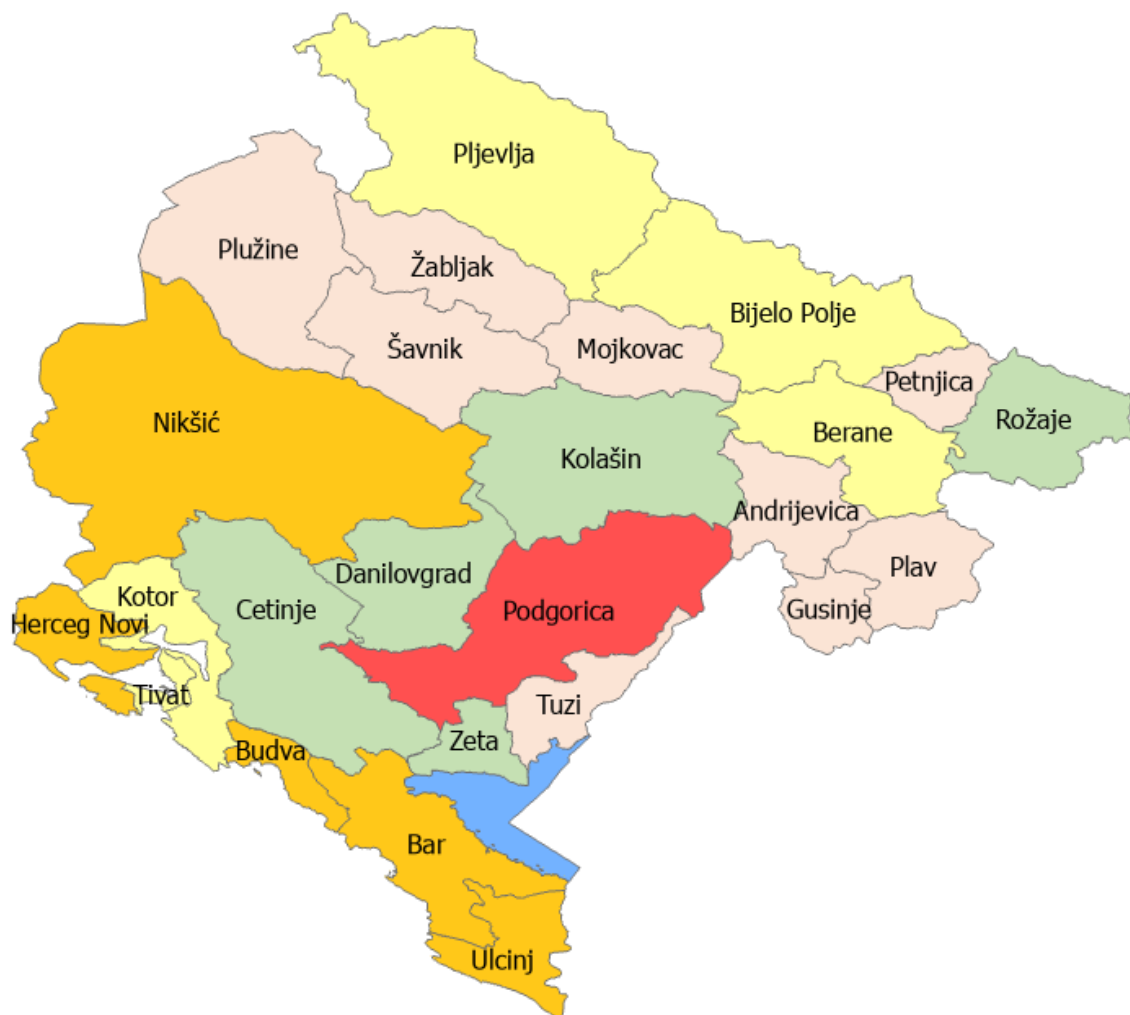 Pljevlja
Plužine
Žabljak
Bijelo Polje
Šavnik
Mojkovac
Petnjica
Nikšić
Rožaje
Berane
Kolašin
Andrijevica
Plav
Danilovgrad
Kotor
Cetinje
Podgorica
Gusinje
Herceg Novi
Tivat
Tuzi
Zeta
Budva
Bar
Ulcinj